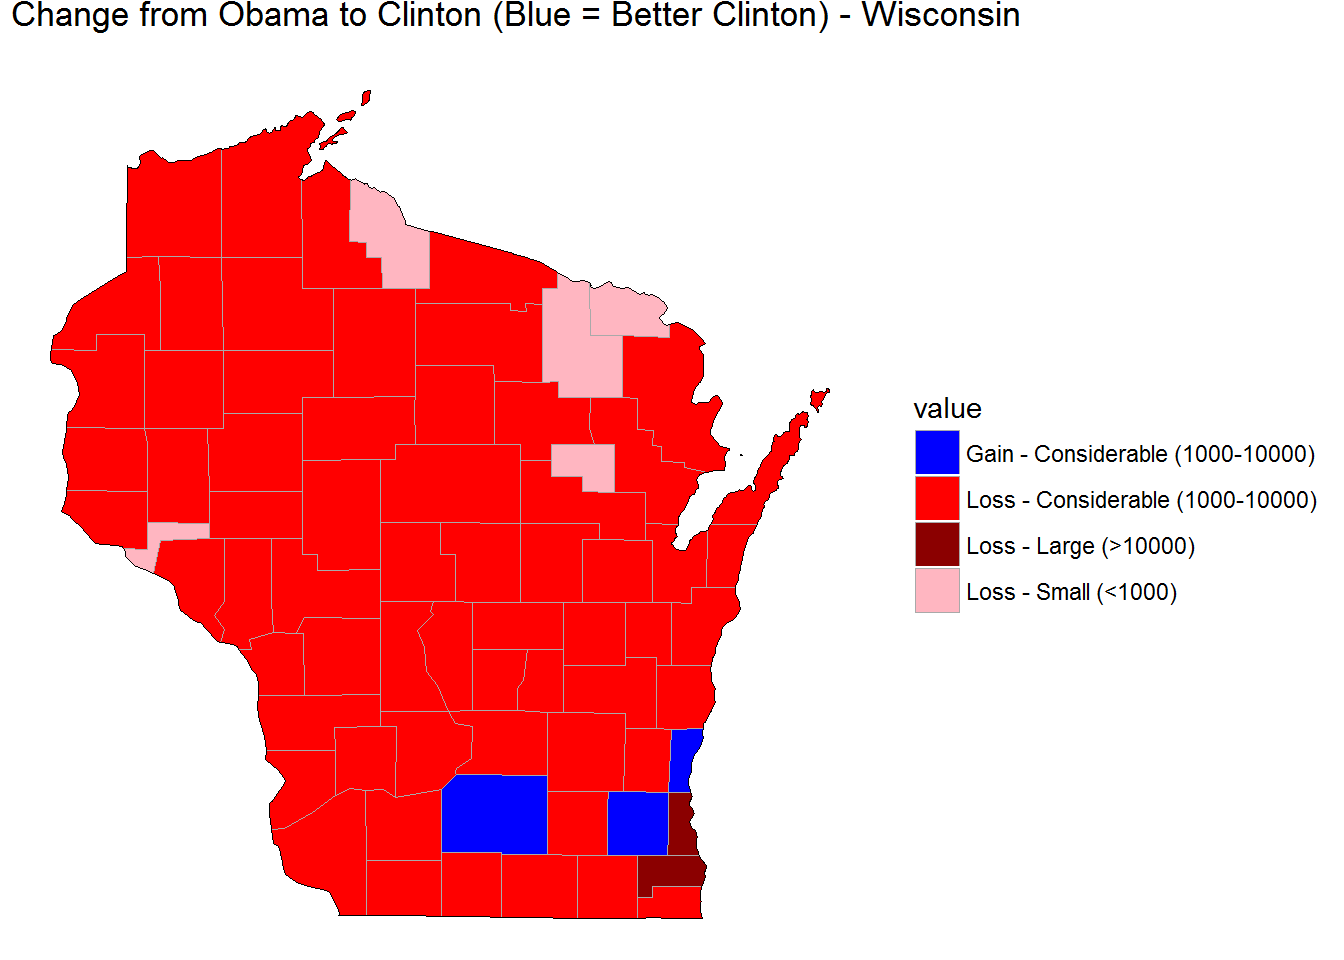 Change from Obama to Clinton (Blue = Better Clinton) - Wisconsin
value
Gain - Considerable (1000-10000)
Loss - Considerable (1000-10000)
Loss - Large (>10000)
Loss - Small (<1000)